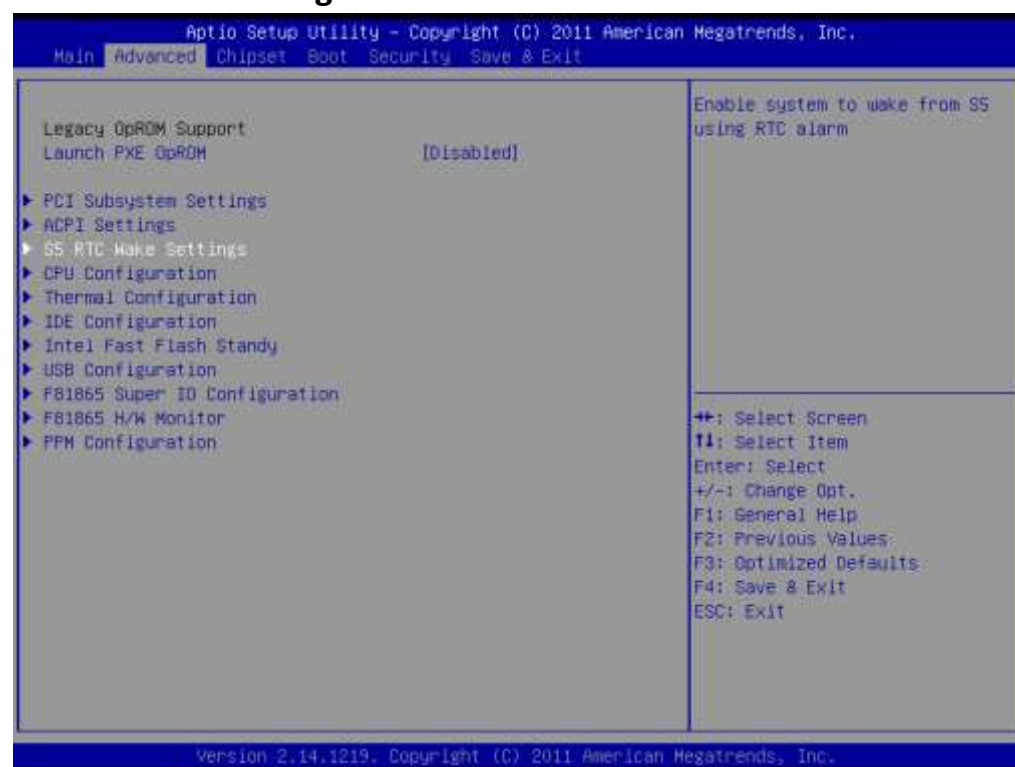 Aptio Setup Utility - Copyright (C) 2011 American Megatrends, Inc.
Main Advanced Chipset Boot Security Save & Exit
Legacy OpROM Support
Launch PXE OpROM [Disabled]
PCI Subsystem Settings
ACPI Settings
S5 RTC Wake Settings
CPU Configuration
Thermal Configuration
IDE Configuration
Intel Fast Flash Standy
USB Configuration
F81865 Super IO Configuration
F81865 H/W Monitor
PPM Configuration
Enable system to wake from S5
using RTC alarm
→←: Select Screen
↑↓: Select Item
Enter: Select
+/-: Change Opt.
F1: General Help
F2: Previous Values
F3: Optimized Defaults
F4: Save & Exit
ESC: Exit
Version 2.14.1219. Copyright (C) 2011 American Megatrends, Inc.